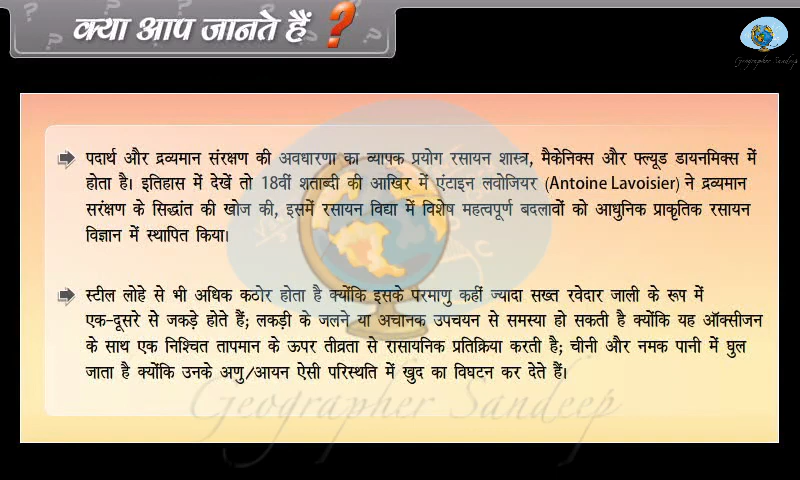 क्या आप जानते हैं ?
Geographer Sandeep
पदार्थ और द्रव्यमान संरक्षण की अवधारणा का व्यापक प्रयोग रसायन शास्त्र, मैकेनिक्स और फ्ल्यूड डायनमिक्स में
होता है। इतिहास में देखें तो 18वीं शताब्दी की आखिर में एंटाइन लवोजियर (Antoine Lavoisier) ने द्रव्यमान
सरंक्षण के सिद्धांत की खोज की, इसमें रसायन विद्या में विशेष महत्वपूर्ण बदलावों को आधुनिक प्राकृतिक रसायन
विज्ञान में स्थापित किया।
स्टील लोहे से भी अधिक कठोर होता है क्योंकि इसके परमाणु कहीं ज्यादा सख्त रवेदार जाली के रूप में
एक-दूसरे से जकड़े होते हैं; लकड़ी के जलने या अचानक उपचयन से समस्या हो सकती है क्योंकि यह ऑक्सीजन
के साथ एक निश्चित तापमान के ऊपर तीव्रता से रासायनिक प्रतिक्रिया करती है; चीनी और नमक पानी में घुल
जाता है क्योंकि उनके अणु/आयन ऐसी परिस्थति में खुद का विघटन कर देते हैं।
Geographer Sandeep